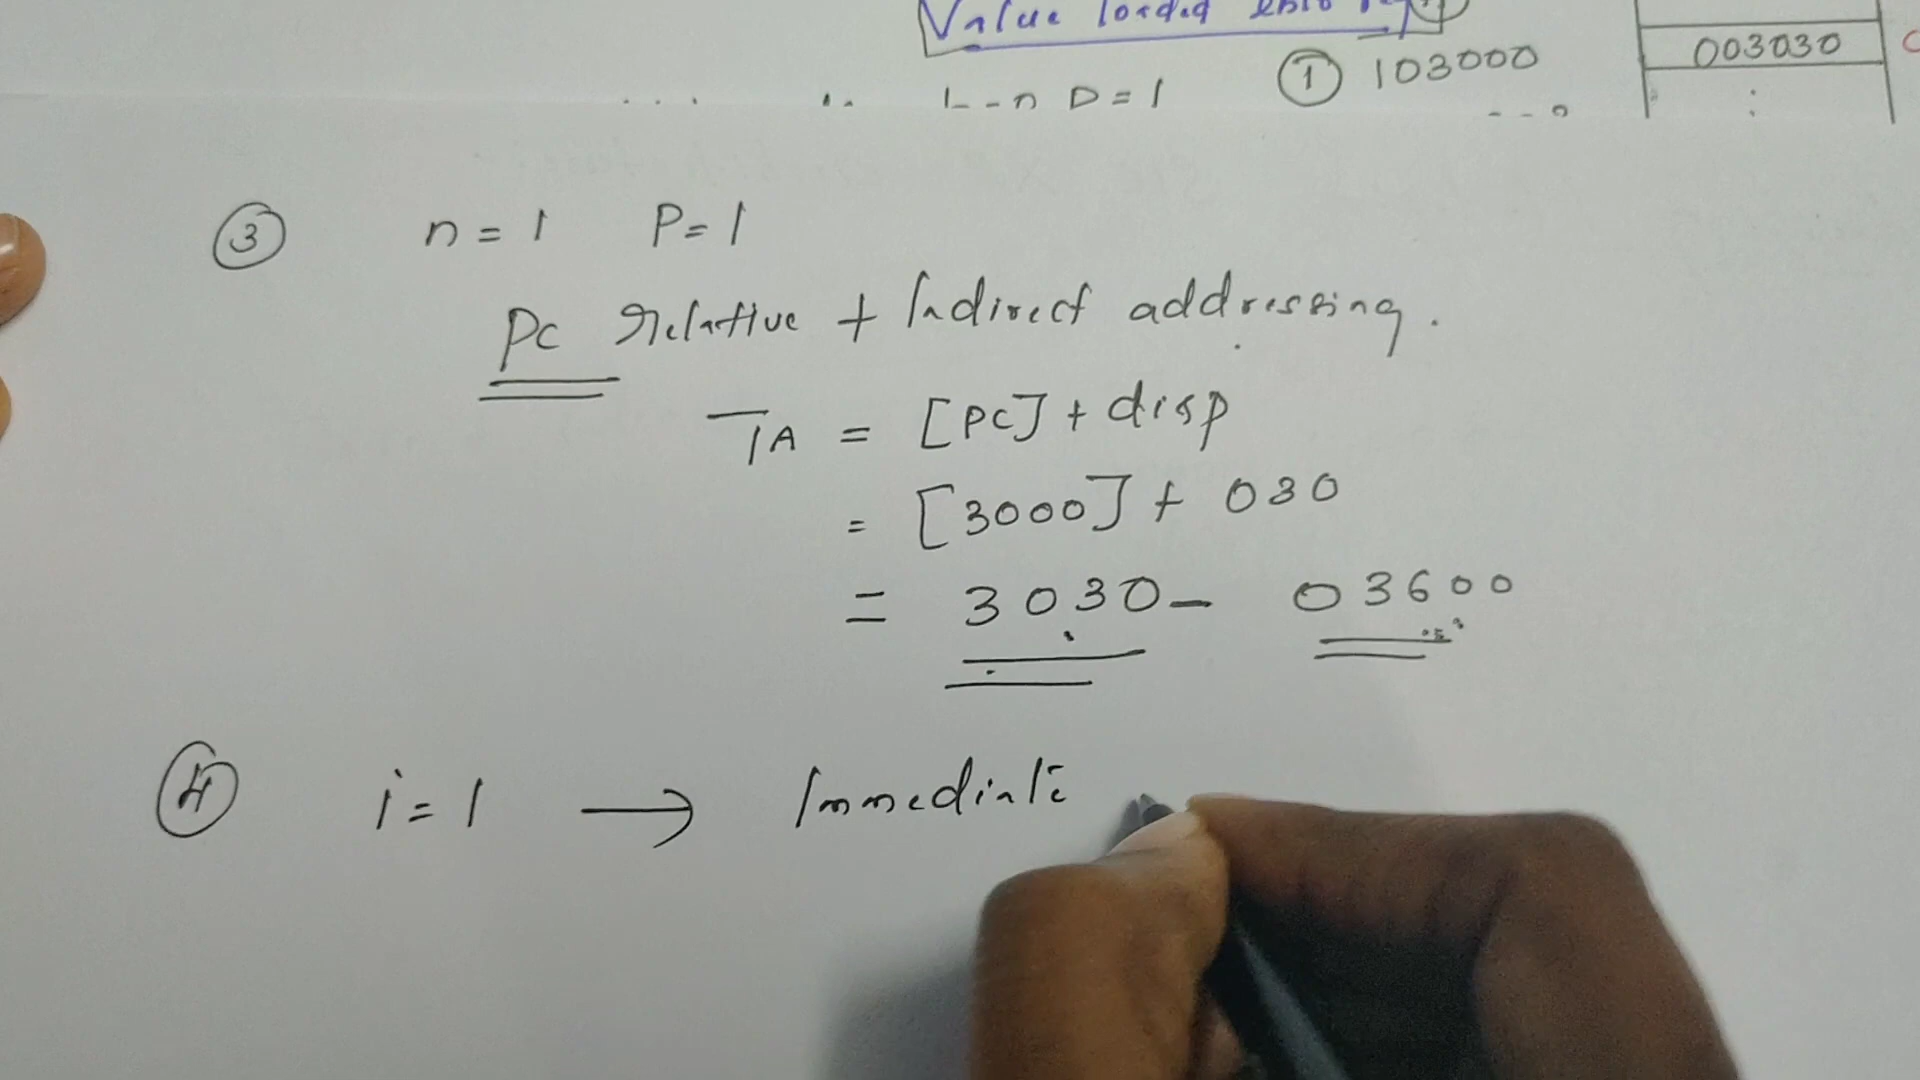 Value loaded into
① 103000
003030
P=1
③ n=1 P=1
PC relative + Indirect addressing.
TA = [PC] + disp
= [3000] + 030
= 3030 – 03600
④ i=1 → Immediate